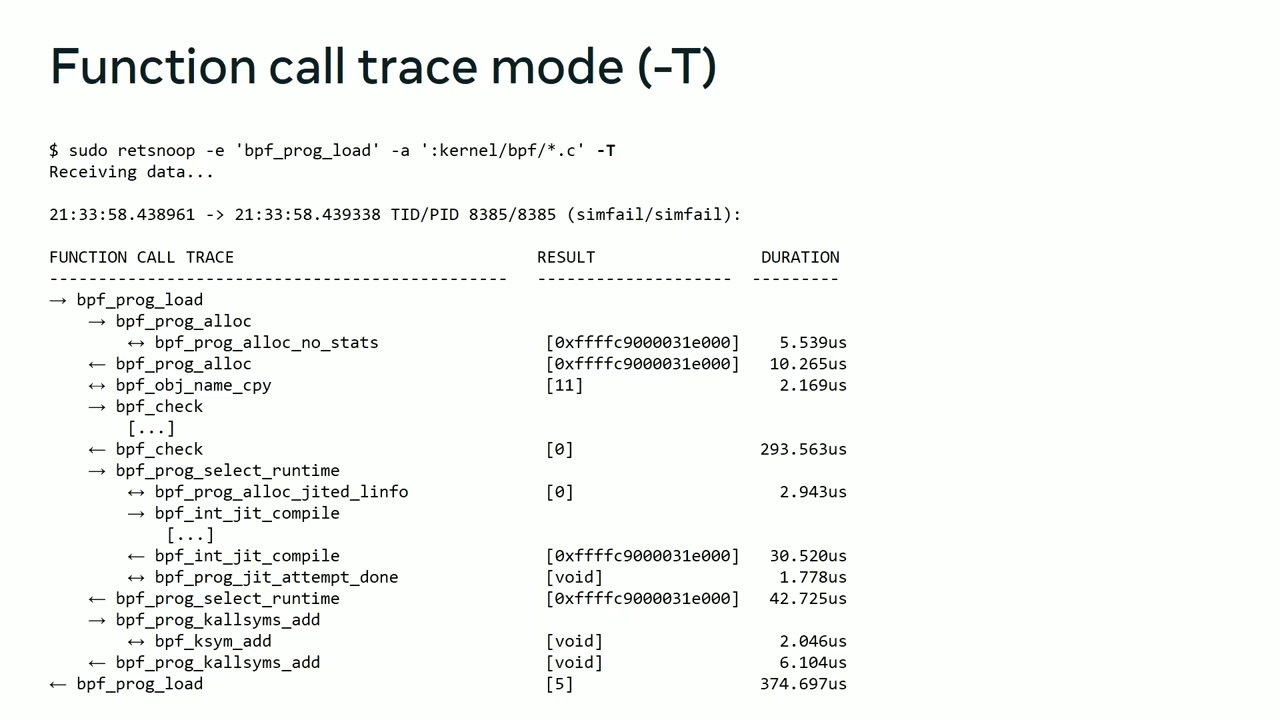 Function call trace mode (-T)
$ sudo retsnoop -e 'bpf_prog_load' -a ':kernel/bpf/*.c' -T
Receiving data...
21:33:58.438961 -> 21:33:58.439338 TID/PID 8385/8385 (simfail/simfail):
FUNCTION CALL TRACE                                 RESULT                 DURATION
-----------------------------------------------   --------------------  ---------
→ bpf_prog_load
    → bpf_prog_alloc
        ↔ bpf_prog_alloc_no_stats                 [0xffffc9000031e000]    5.539us
    ← bpf_prog_alloc                              [0xffffc9000031e000]   10.265us
    ↔ bpf_obj_name_cpy                            [11]                    2.169us
    → bpf_check
        [...]
    ← bpf_check                                   [0]                   293.563us
    → bpf_prog_select_runtime
        ↔ bpf_prog_alloc_jited_linfo              [0]                     2.943us
        → bpf_int_jit_compile
            [...]
        ← bpf_int_jit_compile                     [0xffffc9000031e000]   30.520us
        ↔ bpf_prog_jit_attempt_done               [void]                  1.778us
    ← bpf_prog_select_runtime                     [0xffffc9000031e000]   42.725us
    → bpf_prog_kallsyms_add
        ↔ bpf_ksym_add                            [void]                  2.046us
    ← bpf_prog_kallsyms_add                       [void]                  6.104us
← bpf_prog_load                                   [5]                   374.697us